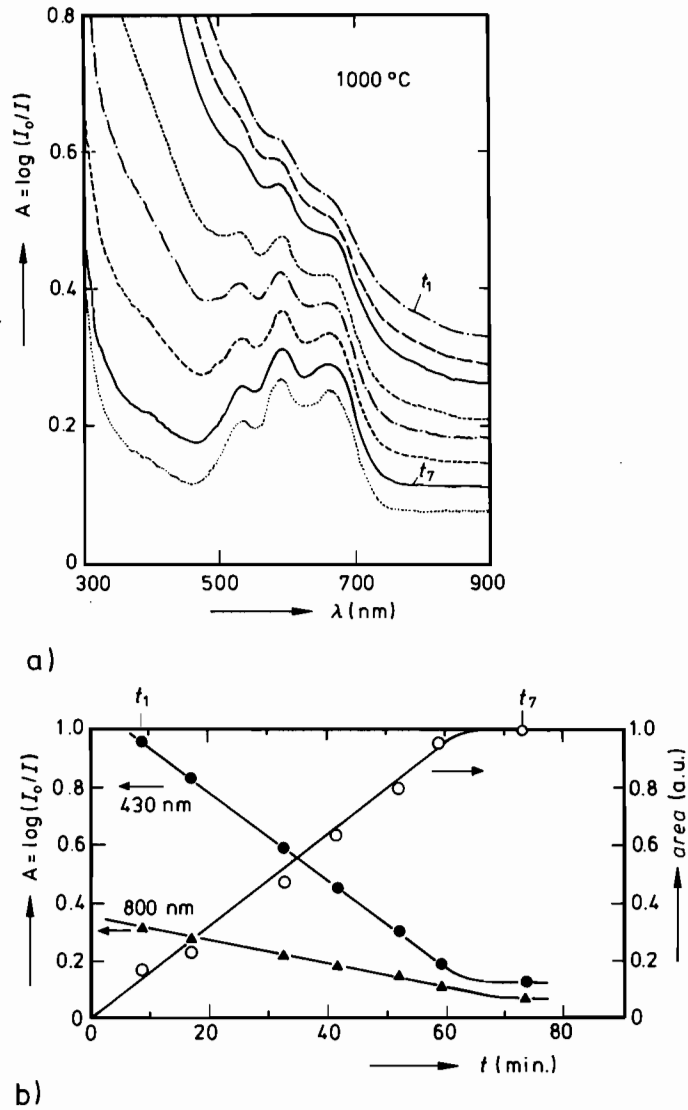 0.8
0.6
0.4
0.2
0
A = log (I₀/I)
1000 °C
t₁
t₇
300 500 700 900
λ (nm)
a)
t₁ t₇
1.0 1.0
0.8 0.8
0.6 0.6
0.4 0.4
0.2 0.2
0 0
430 nm
800 nm
A = log(I₀/I)
area (a.u.)
0 20 40 60 80
t (min.)
b)